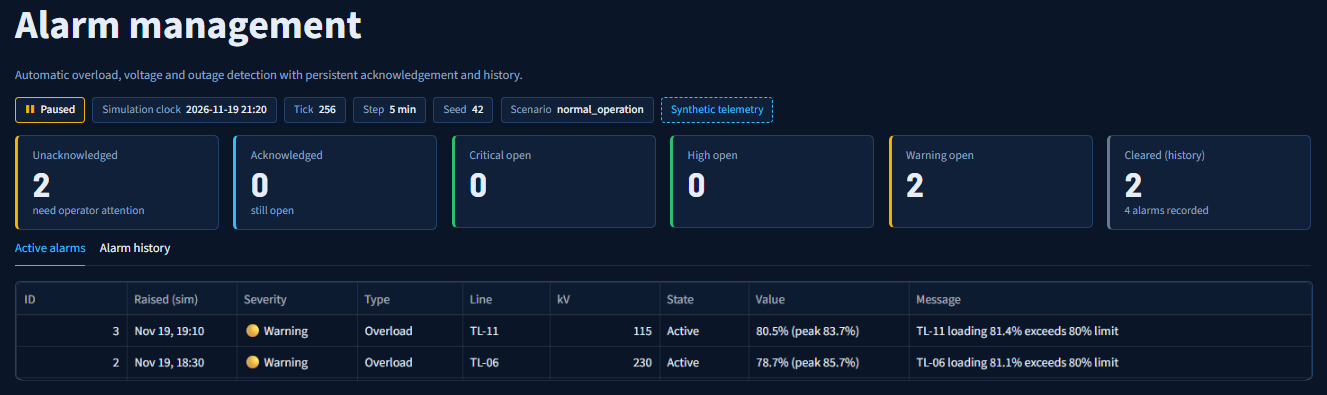 Alarm management
Automatic overload, voltage and outage detection with persistent acknowledgement and history.
Paused Simulation clock 2026-11-19 21:20 Tick 256 Step 5 min Seed 42 Scenario normal_operation Synthetic telemetry
Unacknowledged Acknowledged Critical open High open Warning open Cleared (history)
2 0 0 0 2 2
need operator attention still open 4 alarms recorded
Active alarms Alarm history
ID Raised (sim) Severity Type Line kV State Value Message
3 Nov 19, 19:10 Warning Overload TL-11 115 Active 80.5% (peak 83.7%) TL-11 loading 81.4% exceeds 80% limit
2 Nov 19, 18:30 Warning Overload TL-06 230 Active 78.7% (peak 85.7%) TL-06 loading 81.1% exceeds 80% limit